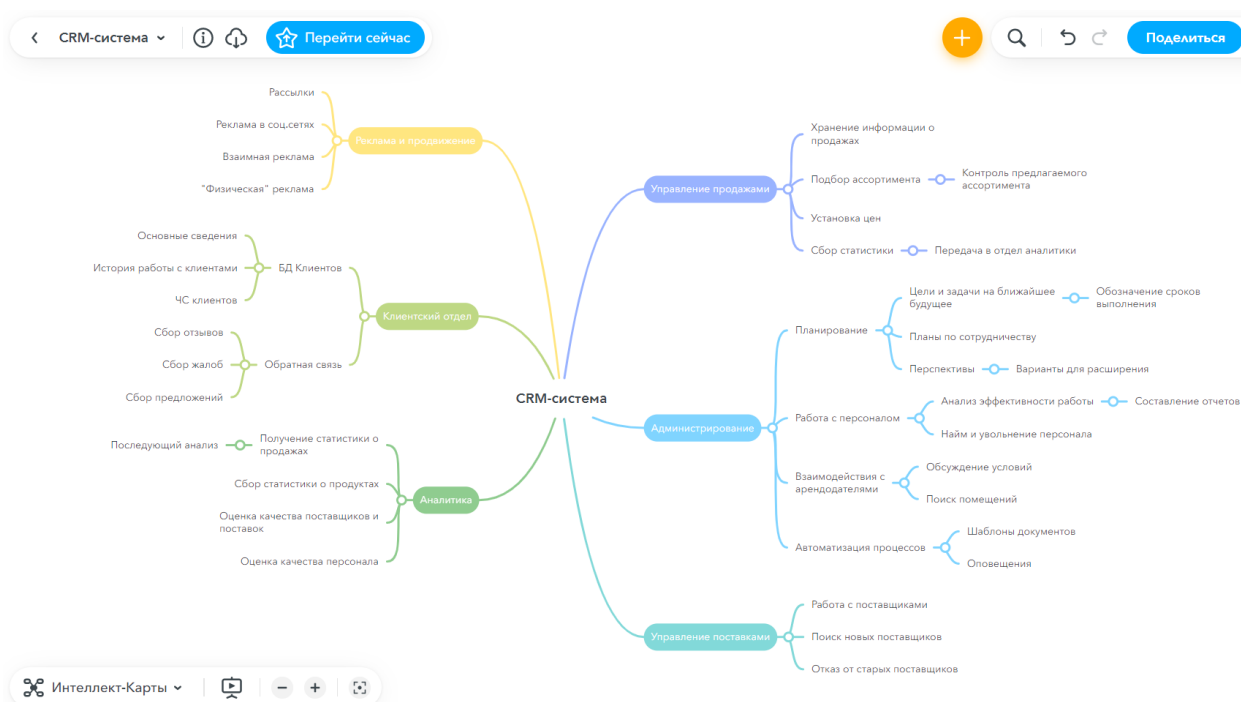 CRM-система
Перейти сейчас
Поделиться
Рассылки
Реклама в соц.сетях
Взаимная реклама
"Физическая" реклама
Реклама и продвижение
Основные сведения
История работы с клиентами
ЧС клиентов
БД Клиентов
Сбор отзывов
Сбор жалоб
Сбор предложений
Обратная связь
Клиентский отдел
Последующий анализ
Получение статистики о
продажах
Сбор статистики о продуктах
Оценка качества поставщиков и
поставок
Оценка качества персонала
Аналитика
CRM-система
Управление продажами
Хранение информации о
продажах
Подбор ассортимента
Контроль предлагаемого
ассортимента
Установка цен
Сбор статистики
Передача в отдел аналитики
Администрирование
Планирование
Цели и задачи на ближайшее
будущее
Обозначение сроков
выполнения
Планы по сотрудничеству
Перспективы
Варианты для расширения
Работа с персоналом
Анализ эффективности работы
Составление отчетов
Найм и увольнение персонала
Взаимодействия с
арендодателями
Обсуждение условий
Поиск помещений
Автоматизация процессов
Шаблоны документов
Оповещения
Управление поставками
Работа с поставщиками
Поиск новых поставщиков
Отказ от старых поставщиков
Интеллект-Карты